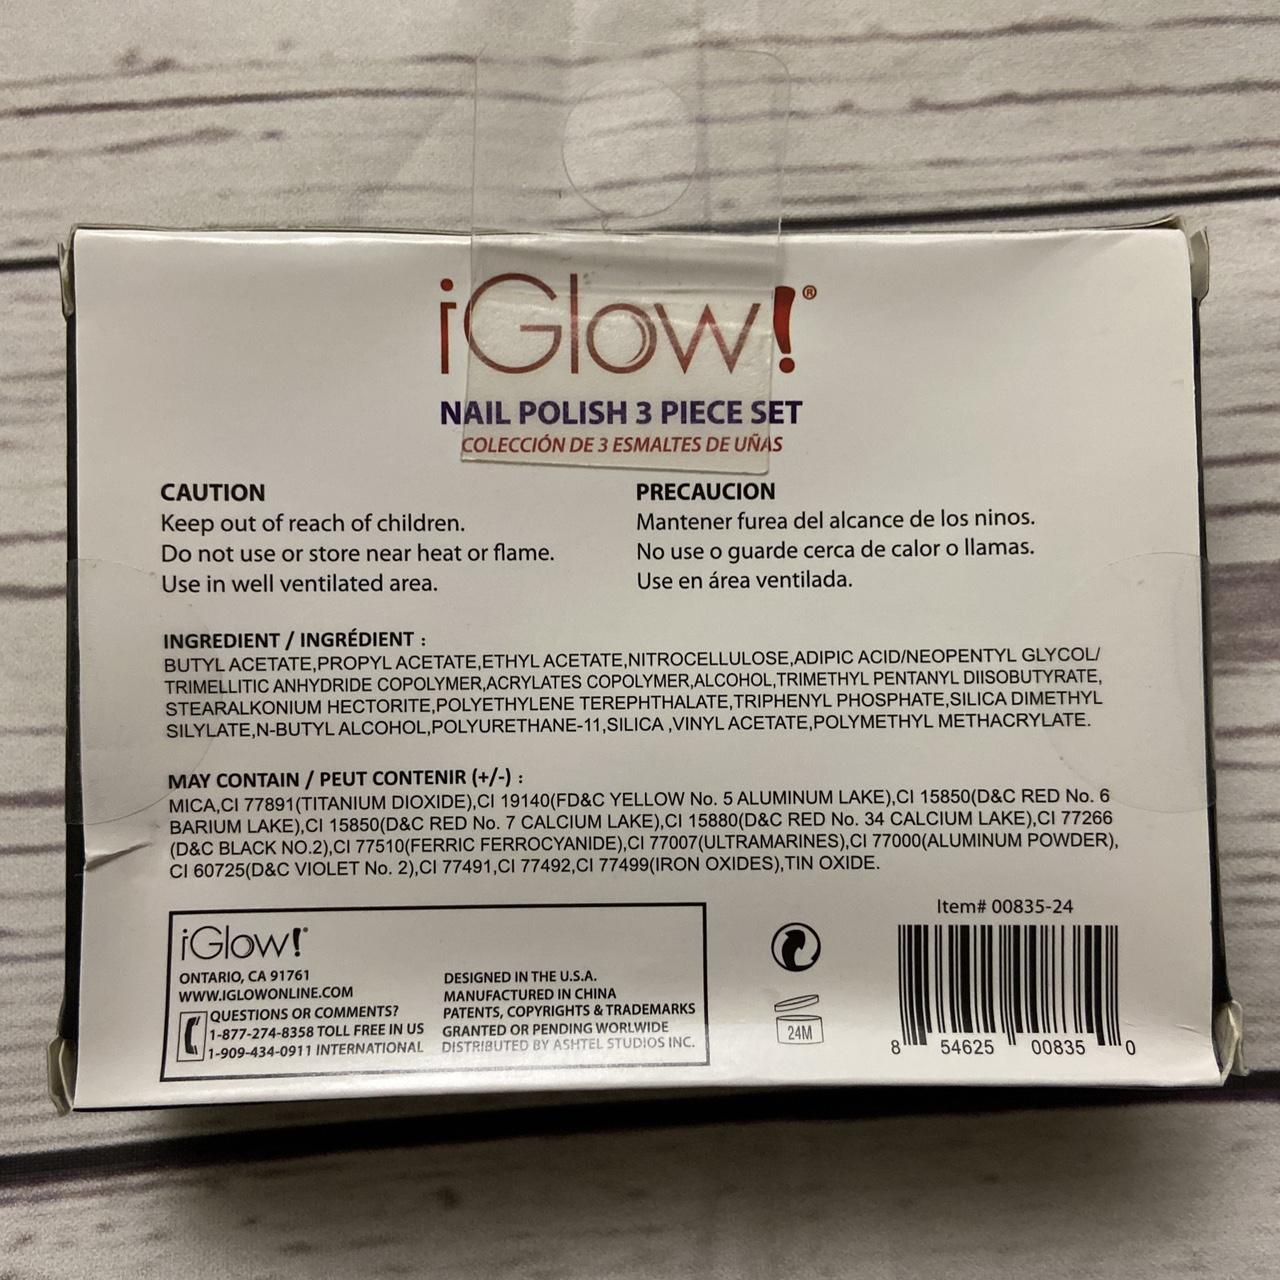 iGlow!®
NAIL POLISH 3 PIECE SET
COLECCIÓN DE 3 ESMALTES DE UÑAS
CAUTION
Keep out of reach of children.
Do not use or store near heat or flame.
Use in well ventilated area.
PRECAUCION
Mantener furea del alcance de los ninos.
No use o guarde cerca de calor o llamas.
Use en área ventilada.
INGREDIENT / INGRÉDIENT :
BUTYL ACETATE,PROPYL ACETATE,ETHYL ACETATE,NITROCELLULOSE,ADIPIC ACID/NEOPENTYL GLYCOL/
TRIMELLITIC ANHYDRIDE COPOLYMER,ACRYLATES COPOLYMER,ALCOHOL,TRIMETHYL PENTANYL DIISOBUTYRATE,
STEARALKONIUM HECTORITE,POLYETHYLENE TEREPHTHALATE,TRIPHENYL PHOSPHATE,SILICA DIMETHYL
SILYLATE,N-BUTYL ALCOHOL,POLYURETHANE-11,SILICA ,VINYL ACETATE,POLYMETHYL METHACRYLATE.
MAY CONTAIN / PEUT CONTENIR (+/-) :
MICA,CI 77891(TITANIUM DIOXIDE),CI 19140(FD&C YELLOW No. 5 ALUMINUM LAKE),CI 15850(D&C RED No. 6
BARIUM LAKE),CI 15850(D&C RED No. 7 CALCIUM LAKE),CI 15880(D&C RED No. 34 CALCIUM LAKE),CI 77266
(D&C BLACK NO.2),CI 77510(FERRIC FERROCYANIDE),CI 77007(ULTRAMARINES),CI 77000(ALUMINUM POWDER),
CI 60725(D&C VIOLET No. 2),CI 77491,CI 77492,CI 77499(IRON OXIDES),TIN OXIDE.
iGlow!
ONTARIO, CA 91761
WWW.IGLOWONLINE.COM
QUESTIONS OR COMMENTS?
1-877-274-8358 TOLL FREE IN US
1-909-434-0911 INTERNATIONAL
DESIGNED IN THE U.S.A.
MANUFACTURED IN CHINA
PATENTS, COPYRIGHTS & TRADEMARKS
GRANTED OR PENDING WORLWIDE
DISTRIBUTED BY ASHTEL STUDIOS INC.
24M
Item# 00835-24
8 54625 00835 0